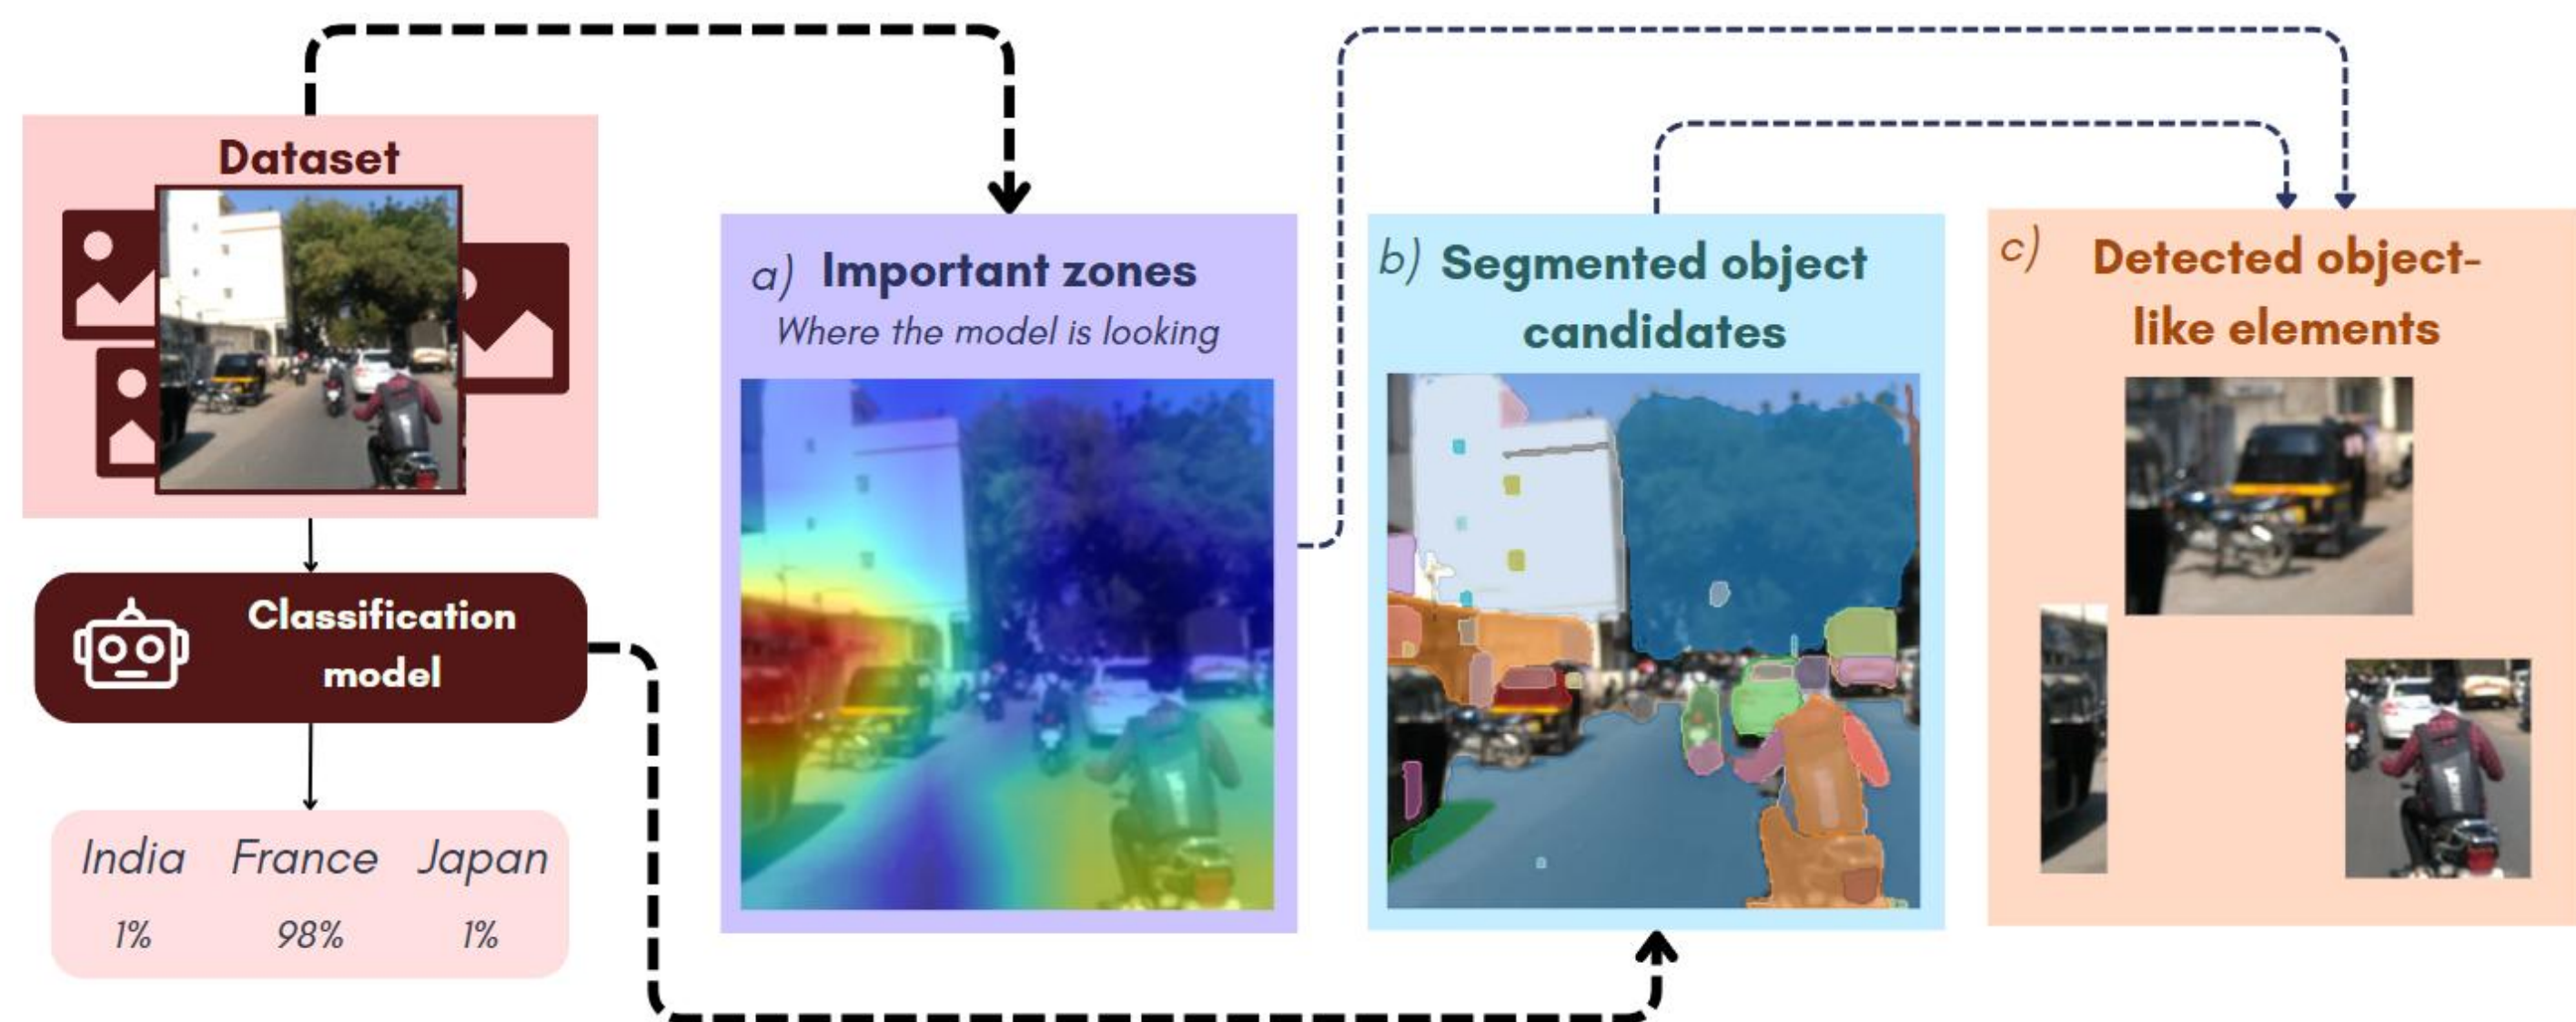 Dataset
Classification
model
India France Japan
1% 98% 1%
a) Important zones
Where the model is looking
b) Segmented object
candidates
c) Detected object-
like elements